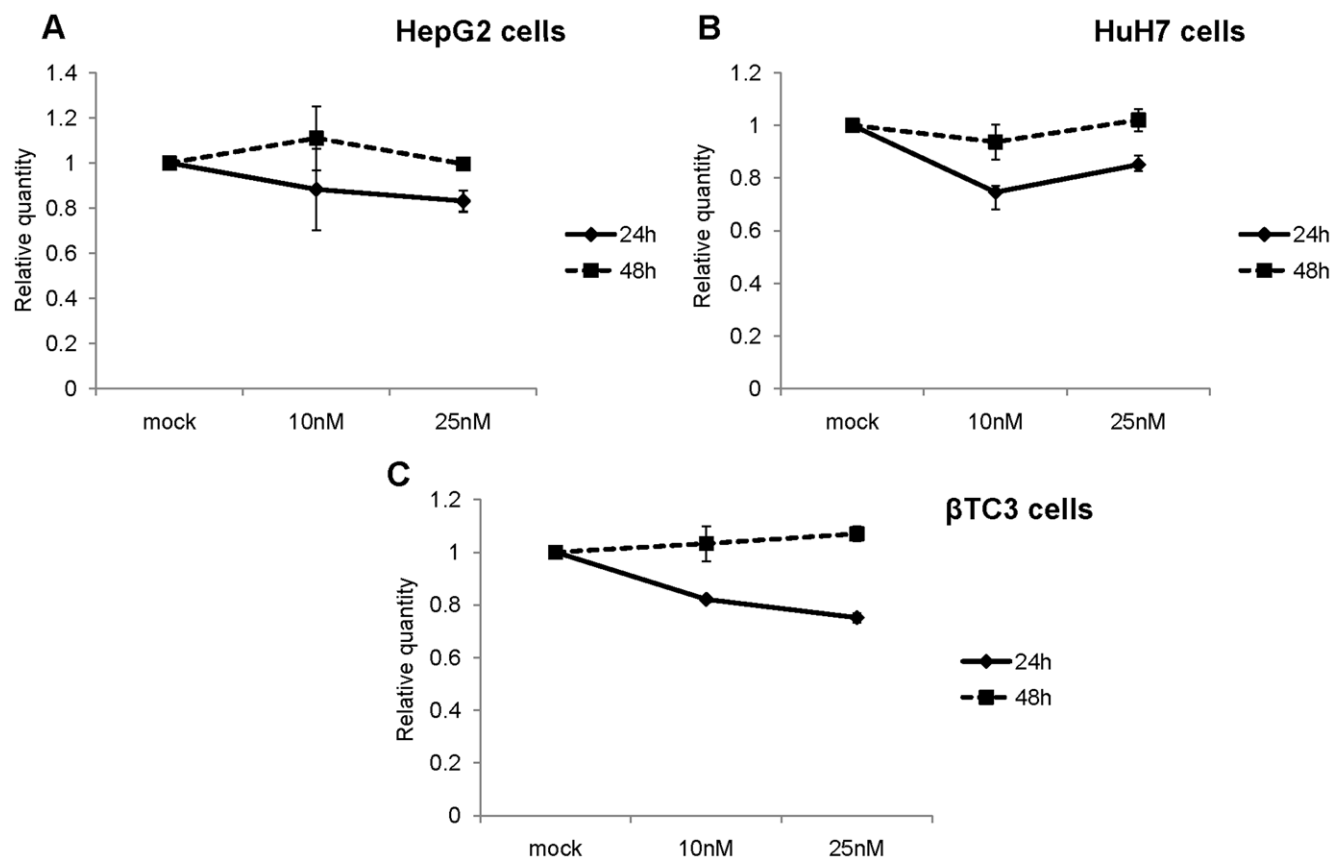 A
HepG2 cells
1.4
1.2
1
0.8
0.6
0.4
0.2
0
Relative quantity
mock
10nM
25nM
24h
48h
B
HuH7 cells
1.2
1
0.8
0.6
0.4
0.2
0
Relative quantity
mock
10nM
25nM
24h
48h
C
βTC3 cells
1.2
1
0.8
0.6
0.4
0.2
0
Relative quantity
mock
10nM
25nM
24h
48h